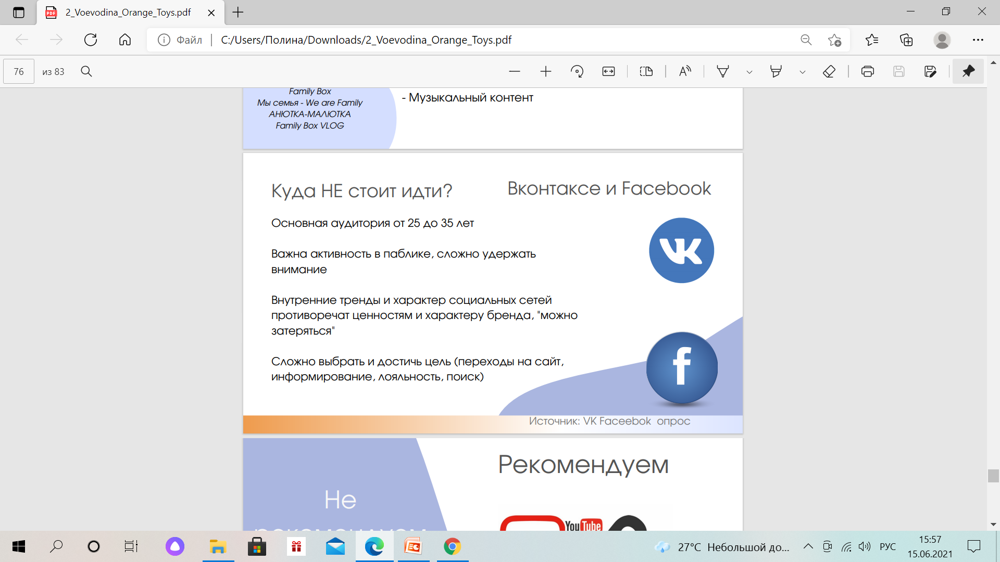 2_Voevodina_Orange_Toys.pdf
Файл
C:/Users/Полина/Downloads/2_Voevodina_Orange_Toys.pdf
76
из 83
Family Box
Мы семья - We are Family
АНЮТКА-МАЛЮТКА
Family Box VLOG
- Музыкальный контент
Куда НЕ стоит идти?
Вконтаксе и Facebook
Основная аудитория от 25 до 35 лет
Важна активность в паблике, сложно удержать
внимание
Внутренние тренды и характер социальных сетей
противоречат ценностям и характеру бренда, "можно
затеряться"
Сложно выбрать и достичь цель (переходы на сайт,
информирование, лояльность, поиск)
Источник: VK Faceebok опрос
Рекомендуем
Не
рекомендуем
You Tube
27°C Небольшой до...
РУС
15:57
15.06.2021